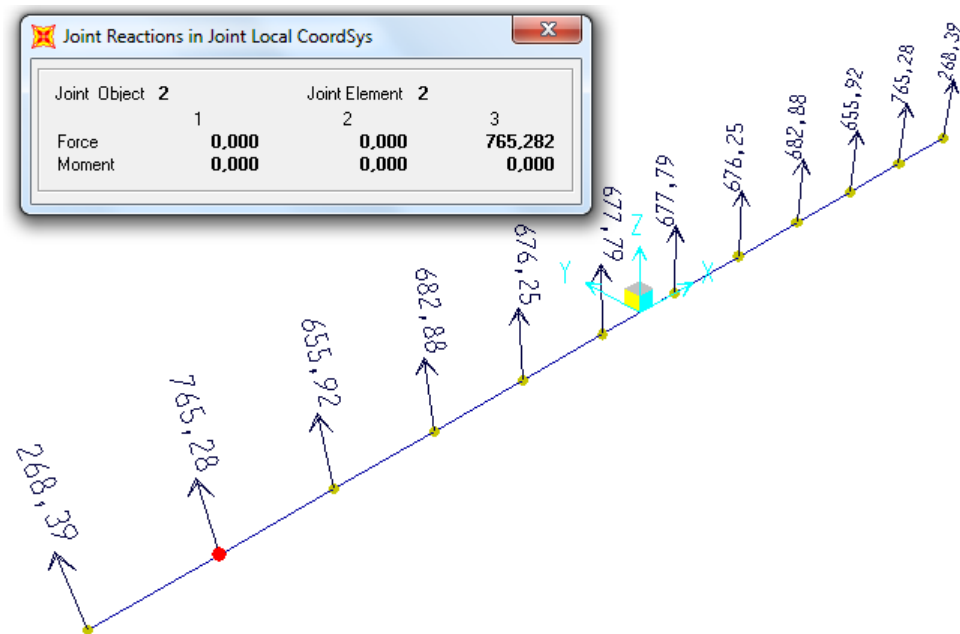 Joint Reactions in Joint Local CoordSys
Joint Object 2 Joint Element 2
1 2 3
Force 0,000 0,000 765,282
Moment 0,000 0,000 0,000
268,39
765,28
655,92
682,88
676,25
677,79
Z
Y
X
677,79
676,25
682,88
655,92
765,28
268,39